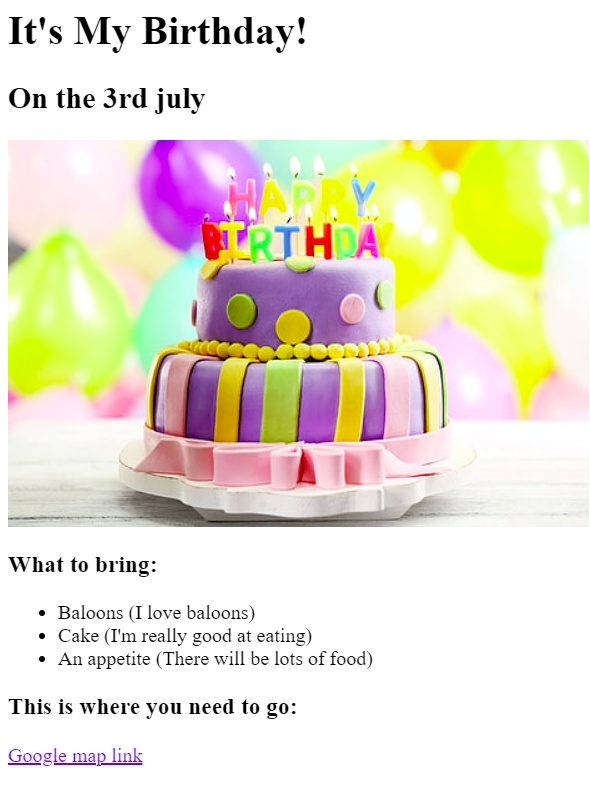 It's My Birthday!
On the 3rd july
HAPPY
BIRTHDAY
What to bring:
Baloons (I love baloons)
Cake (I'm really good at eating)
An appetite (There will be lots of food)
This is where you need to go:
Google map link